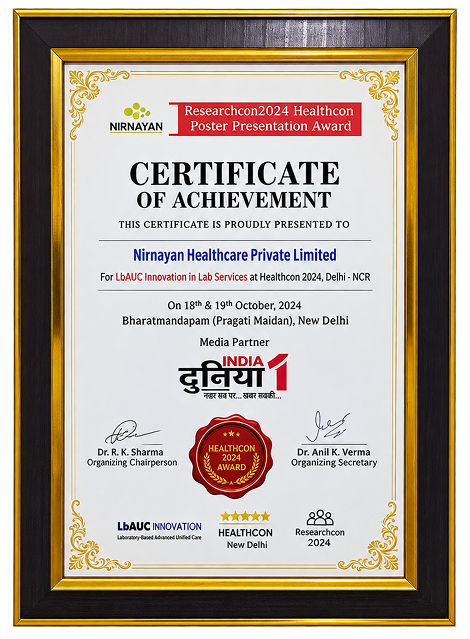 NIRNAYAN
Researchcon2024 Healthcon
Poster Presentation Award
CERTIFICATE
OF ACHIEVEMENT
THIS CERTIFICATE IS PROUDLY PRESENTED TO
Nirnayan Healthcare Private Limited
For LbAUC Innovation in Lab Services at Healthcon 2024, Delhi - NCR
On 18th & 19th October, 2024
Bharatmandapam (Pragati Maidan), New Delhi
Media Partner
INDIA
दुनिया 1
नज़र सब पर... खबर सबकी...
Dr. R. K. Sharma
Organizing Chairperson
HEALTHCON
2024
AWARD
Dr. Anil K. Verma
Organizing Secretary
LbAUC INNOVATION
Laboratory-Based Advanced Unified Care
HEALTHCON
New Delhi
Researchcon
2024